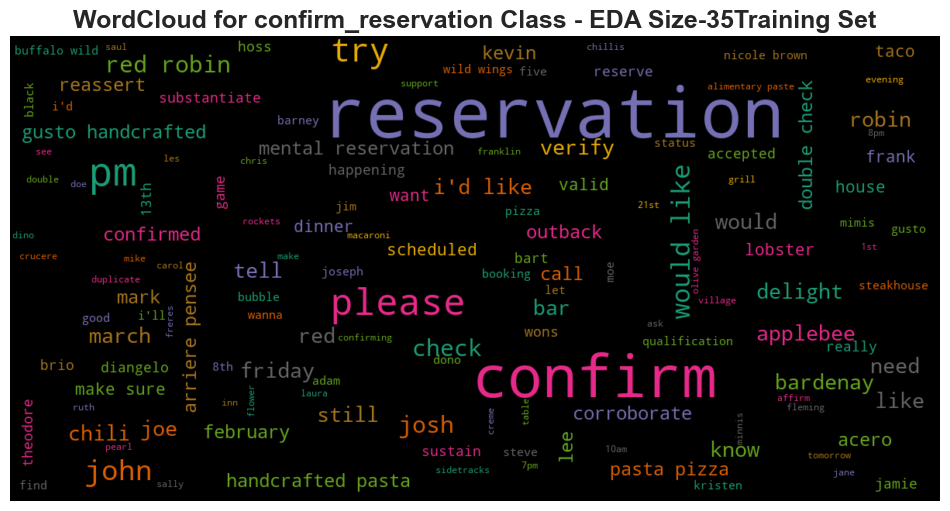 WordCloud for confirm_reservation Class - EDA Size-35Training Set
buffalo wild
saul
hoss
try
kevin
chillis
nicole brown
taco
red robin
wild wings
five
reserve
reassert
support
alimentary paste
evening
black
i'd
substantiate
reservation
double check
robin
barney
gusto handcrafted
8pm
mental reservation
franklin
verify
status
accepted
frank
see
les
chris
happening
pm
double
doe
13th
game
want
i'd like
valid
grill
house
jim
pizza
21st
would like
would
mimis
gusto
rockets
dinner
macaroni
outback
olive garden
dino
confirmed
scheduled
bart
lobster
1st
crucere
mike
carol
make
tell
joseph
booking
call
moe
duplicate
let
steakhouse
mark
bubble
please
bar
village
delight
good
i'll
freres
wanna
arriere pensee
march
red
confirming
wons
ask
qualification
applebee
really
check
dono
brio
diangelo
8th
friday
adam
confirm
need
make sure
flower
laura
inn
bardenay
affirm
like
ruth
still
creme
table
corroborate
fleming
theodore
chili
joe
february
josh
lee
minnis
acero
pearl
sustain
steve
10am
know
tomorrow
john
sally
sidetracks
7pm
pasta pizza
jane
find
handcrafted pasta
kristen
jamie